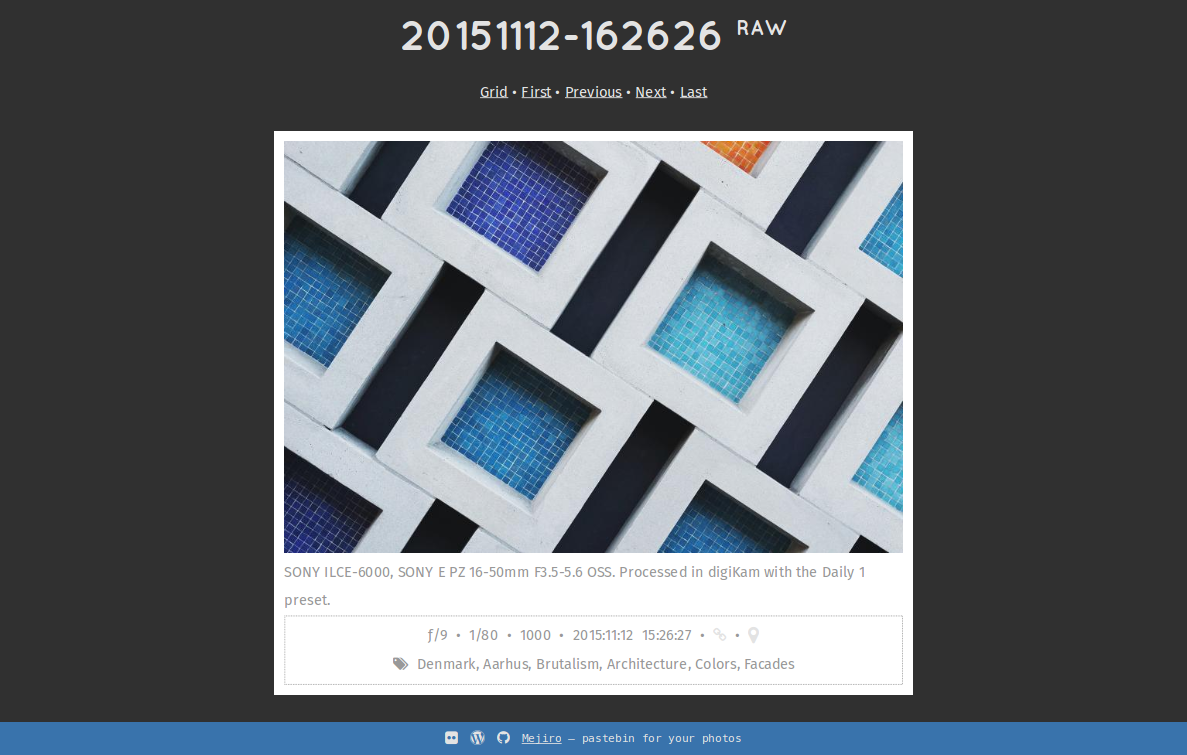 20151112-162626 RAW
Grid • First • Previous • Next • Last
SONY ILCE-6000, SONY E PZ 16-50mm F3.5-5.6 OSS. Processed in digiKam with the Daily 1
preset.
ƒ/9 • 1/80 • 1000 • 2015:11:12 15:26:27 • •
Denmark, Aarhus, Brutalism, Architecture, Colors, Facades
Mejiro — pastebin for your photos